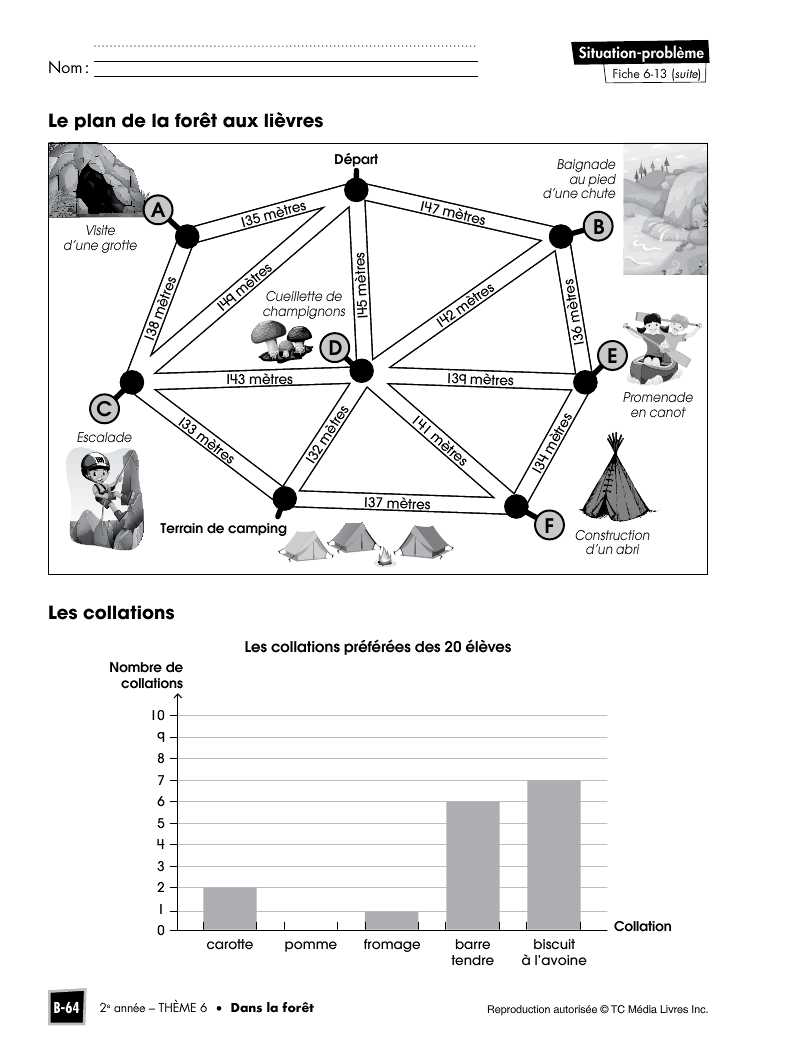 Nom :
Situation-problème
Fiche 6-13 (suite)
Le plan de la forêt aux lièvres
Départ
Baignade
au pied
d'une chute
A
B
Visite
d'une grotte
135 mètres
147 mètres
138 mètres
149 mètres
145 mètres
142 mètres
136 mètres
Cueillette de
champignons
D
E
143 mètres
139 mètres
C
Promenade
en canot
Escalade
133 mètres
132 mètres
141 mètres
134 mètres
137 mètres
Terrain de camping
F
Construction
d'un abri
Les collations
Les collations préférées des 20 élèves
Nombre de
collations
10
9
8
7
6
5
4
3
2
1
0
Collation
carotte pomme fromage barre tendre biscuit à l'avoine
B-64 2e année – THÈME 6 • Dans la forêt
Reproduction autorisée © TC Média Livres Inc.